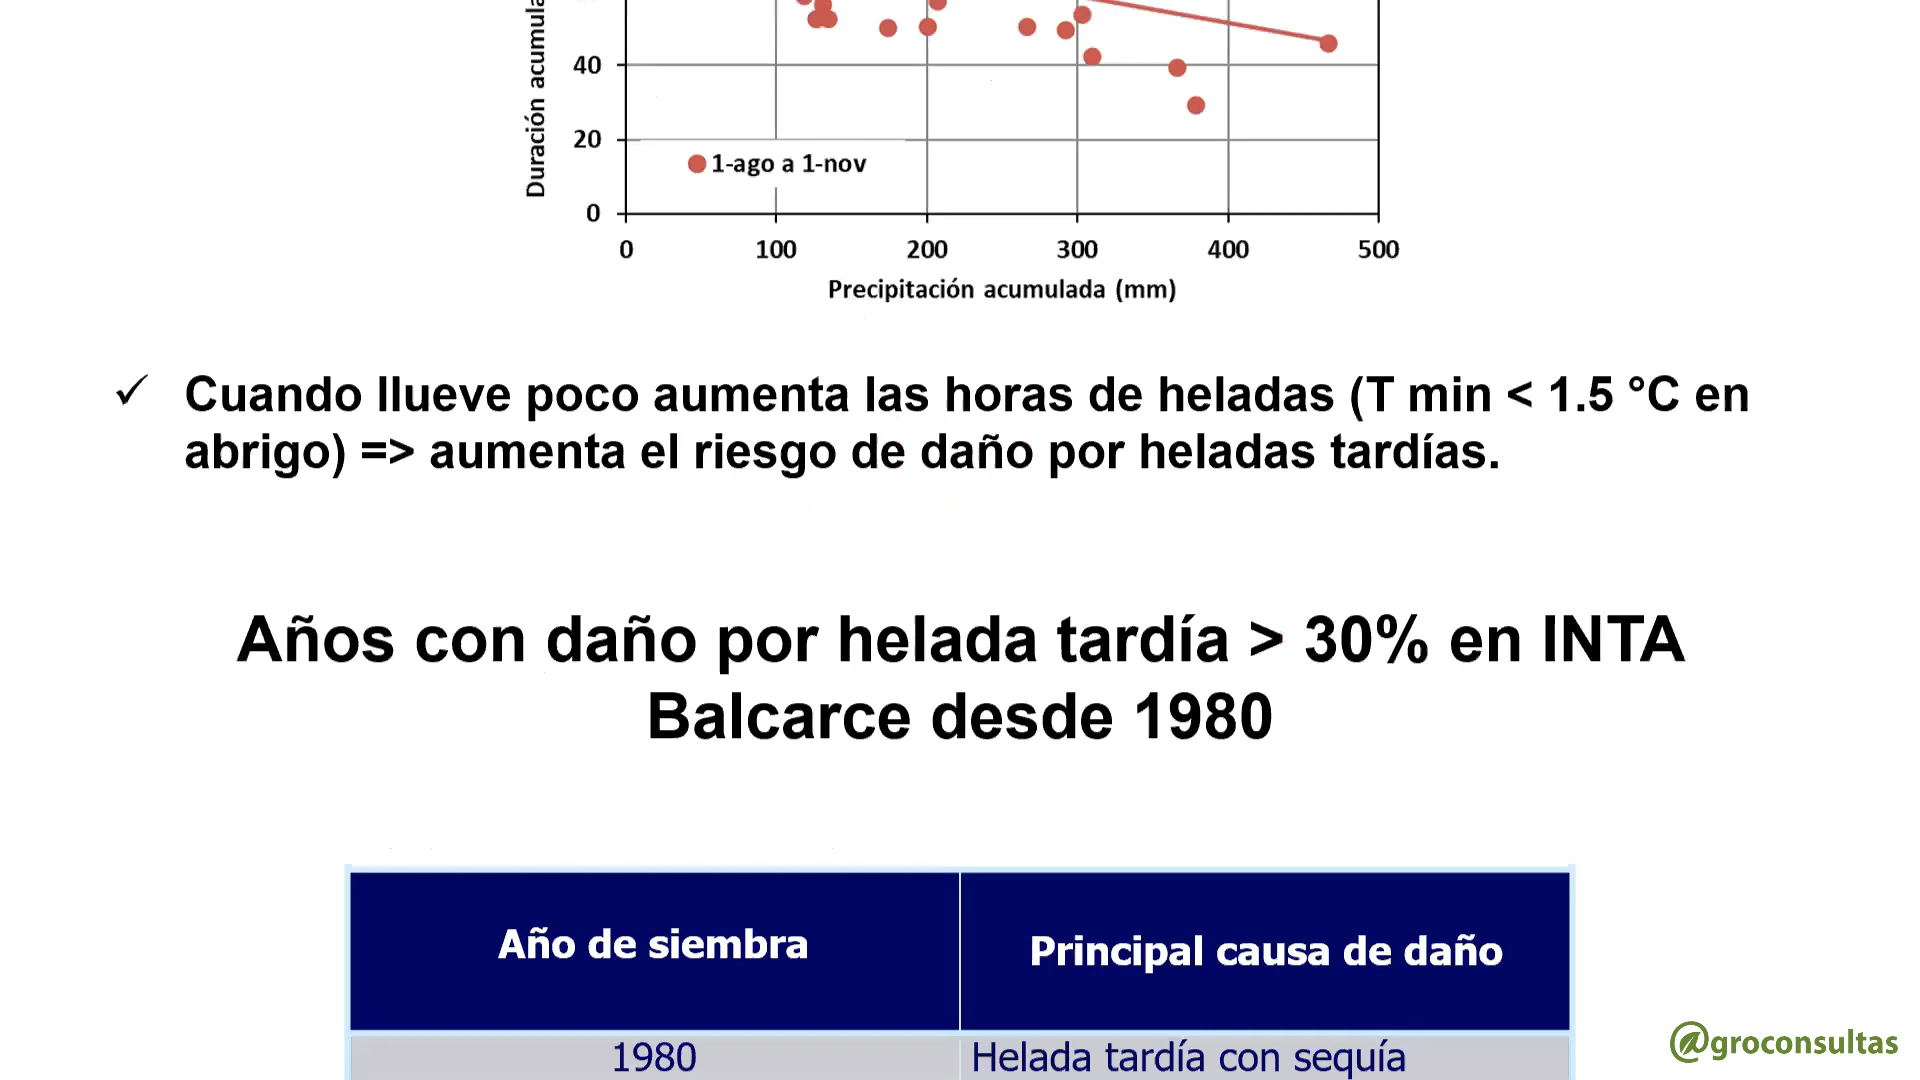 Duración acumula
40
20
1-ago a 1-nov
0
0 100 200 300 400 500
Precipitación acumulada (mm)
✓ Cuando llueve poco aumenta las horas de heladas (T min < 1.5 °C en
abrigo) => aumenta el riesgo de daño por heladas tardías.
Años con daño por helada tardía > 30% en INTA
Balcarce desde 1980
Año de siembra Principal causa de daño
1980 Helada tardía con sequía
@groconsultas